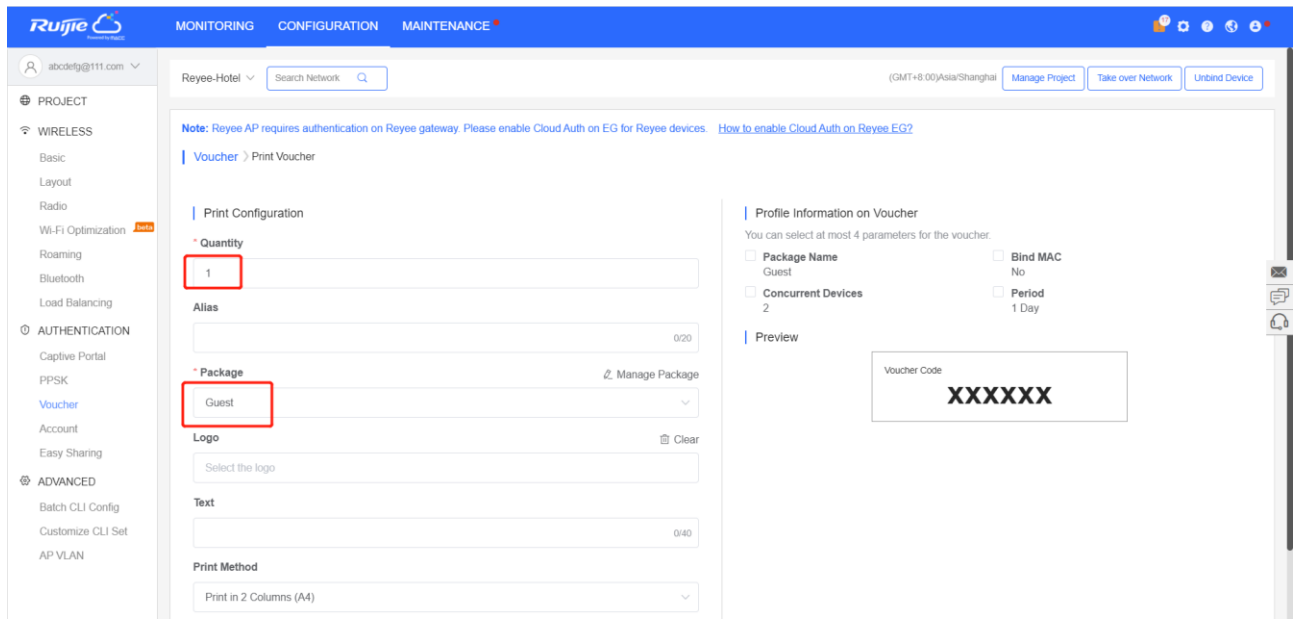 Ruijie
Powered by Reyee
MONITORING CONFIGURATION MAINTENANCE
17
abcdefg@111.com
Reyee-Hotel Search Network (GMT+8:00)Asia/Shanghai Manage Project Take over Network Unbind Device
PROJECT
WIRELESS
Basic
Layout
Radio
Wi-Fi Optimization beta
Roaming
Bluetooth
Load Balancing
AUTHENTICATION
Captive Portal
PPSK
Voucher
Account
Easy Sharing
ADVANCED
Batch CLI Config
Customize CLI Set
AP VLAN
Note: Reyee AP requires authentication on Reyee gateway. Please enable Cloud Auth on EG for Reyee devices. How to enable Cloud Auth on Reyee EG?
Voucher > Print Voucher
Print Configuration
* Quantity
1
Alias
0/20
* Package Manage Package
Guest
Logo Clear
Select the logo
Text
0/40
Print Method
Print in 2 Columns (A4)
Profile Information on Voucher
You can select at most 4 parameters for the voucher.
Package Name Bind MAC
Guest No
Concurrent Devices Period
2 1 Day
Preview
Voucher Code
XXXXXX